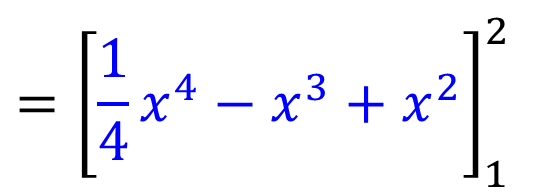 = [1/4 x⁴ − x³ + x²]₁²